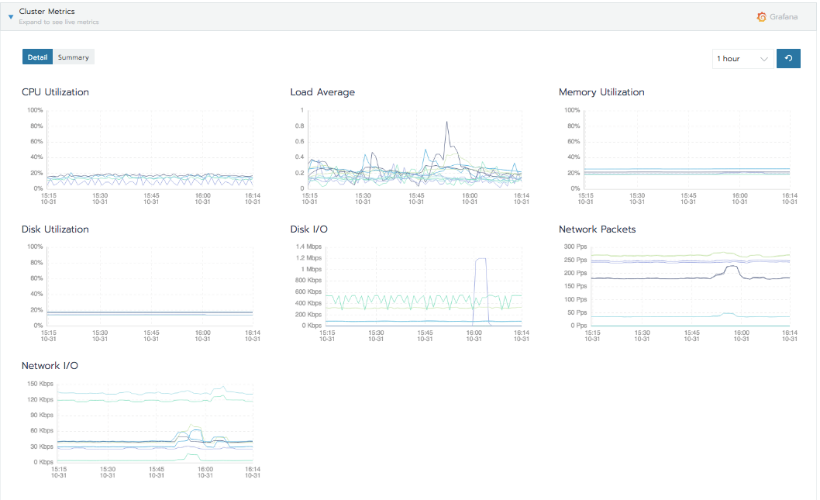 Cluster Metrics
Expand to see live metrics
Grafana
Detail
Summary
1 hour
CPU Utilization
100%
80%
60%
40%
20%
0%
15:15 15:30 15:45 16:00 16:14
10-31 10-31 10-31 10-31 10-31
Load Average
1
0.8
0.6
0.4
0.2
0
15:15 15:30 15:45 16:00 16:14
10-31 10-31 10-31 10-31 10-31
Memory Utilization
100%
80%
60%
40%
20%
0%
15:15 15:30 15:45 16:00 16:14
10-31 10-31 10-31 10-31 10-31
Disk Utilization
100%
80%
60%
40%
20%
0%
15:15 15:30 15:45 16:00 16:14
10-31 10-31 10-31 10-31 10-31
Disk I/O
1.4 Mbps
1.2 Mbps
1 Mbps
800 Kbps
600 Kbps
400 Kbps
200 Kbps
0 Kbps
15:15 15:30 15:45 16:00 16:14
10-31 10-31 10-31 10-31 10-31
Network Packets
300 Pps
250 Pps
200 Pps
150 Pps
100 Pps
50 Pps
0 Pps
15:15 15:30 15:45 16:00 16:14
10-31 10-31 10-31 10-31 10-31
Network I/O
150 Kbps
120 Kbps
90 Kbps
60 Kbps
30 Kbps
0 Kbps
15:15 15:30 15:45 16:00 16:14
10-31 10-31 10-31 10-31 10-31